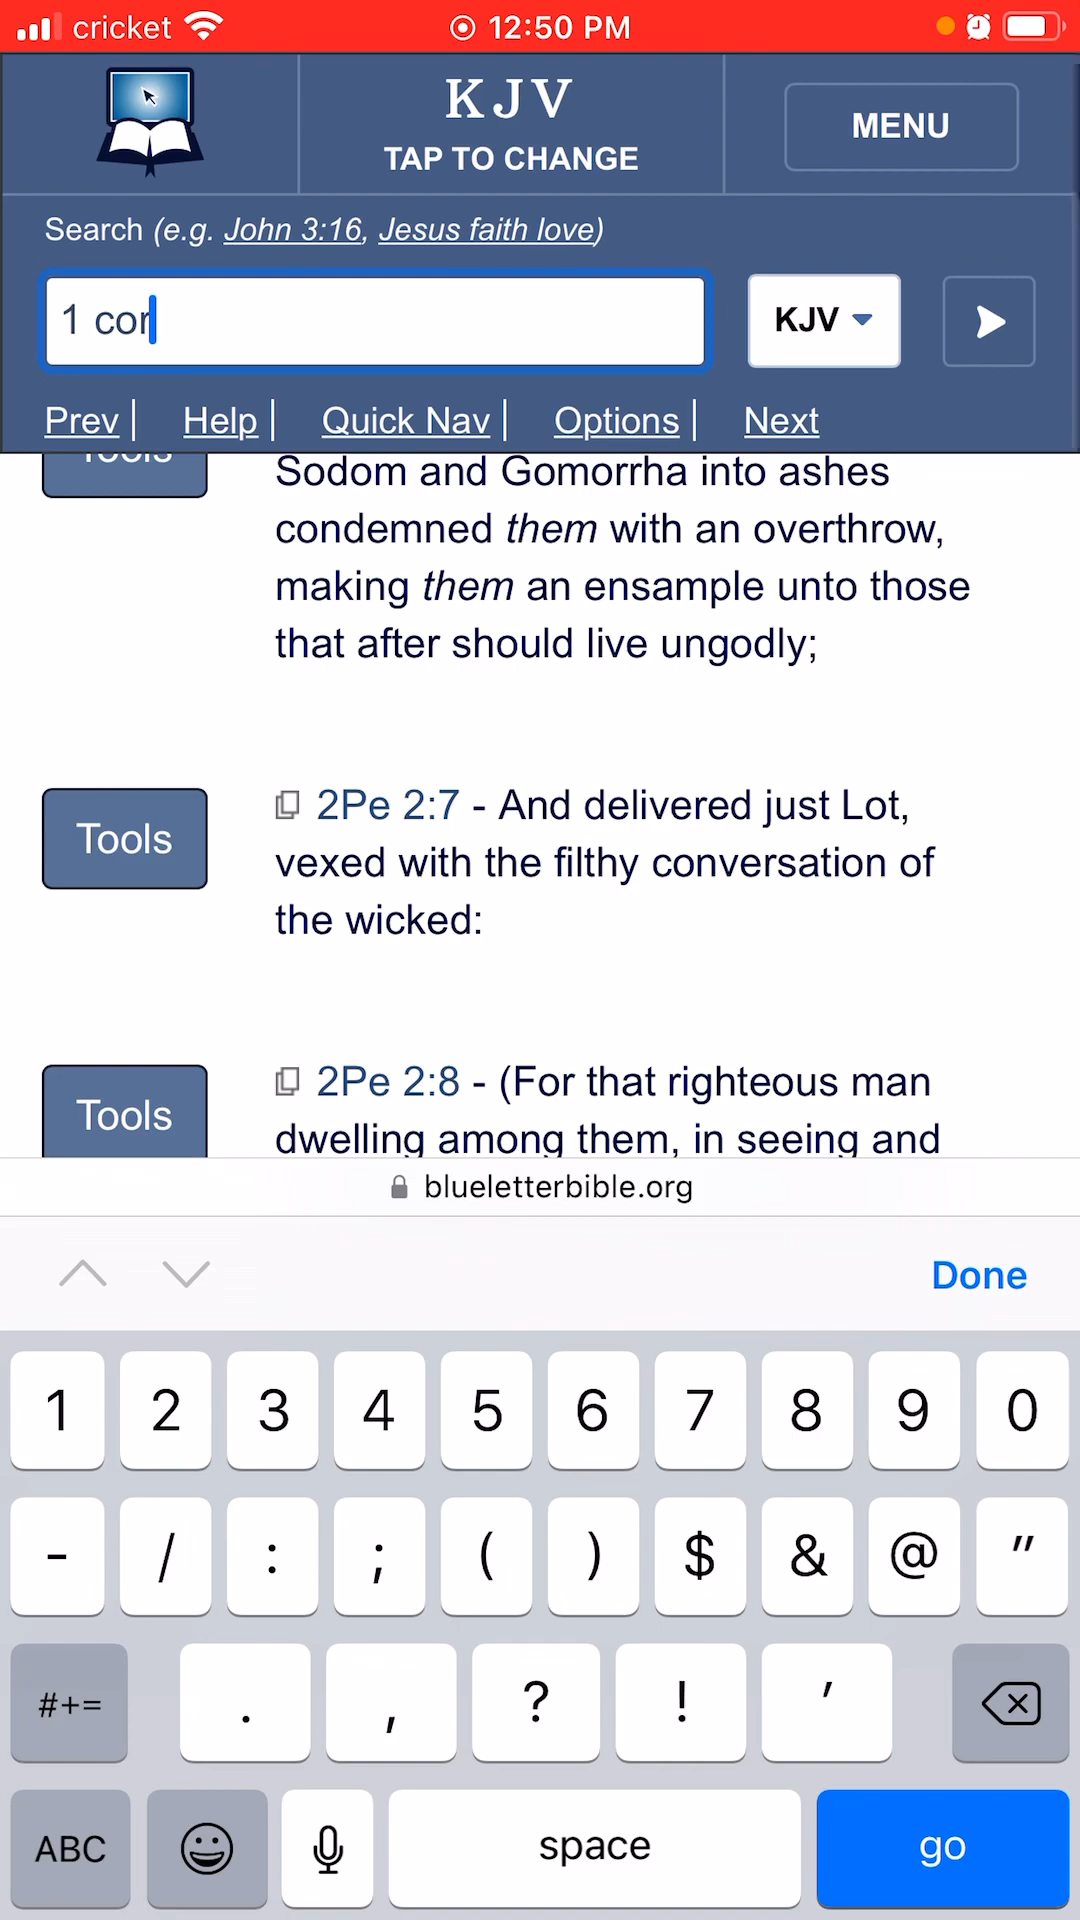 cricket 12:50 PM
KJV
TAP TO CHANGE
MENU
Search (e.g. John 3:16, Jesus faith love)
1 cor
KJV
Prev | Help | Quick Nav | Options | Next
Tools
Sodom and Gomorrha into ashes
condemned them with an overthrow,
making them an ensample unto those
that after should live ungodly;
Tools
2Pe 2:7 - And delivered just Lot,
vexed with the filthy conversation of
the wicked:
Tools
2Pe 2:8 - (For that righteous man
dwelling among them, in seeing and
blueletterbible.org
Done
1 2 3 4 5 6 7 8 9 0
- / : ; ( ) $ & @ "
#+= . , ? ! '
ABC space go